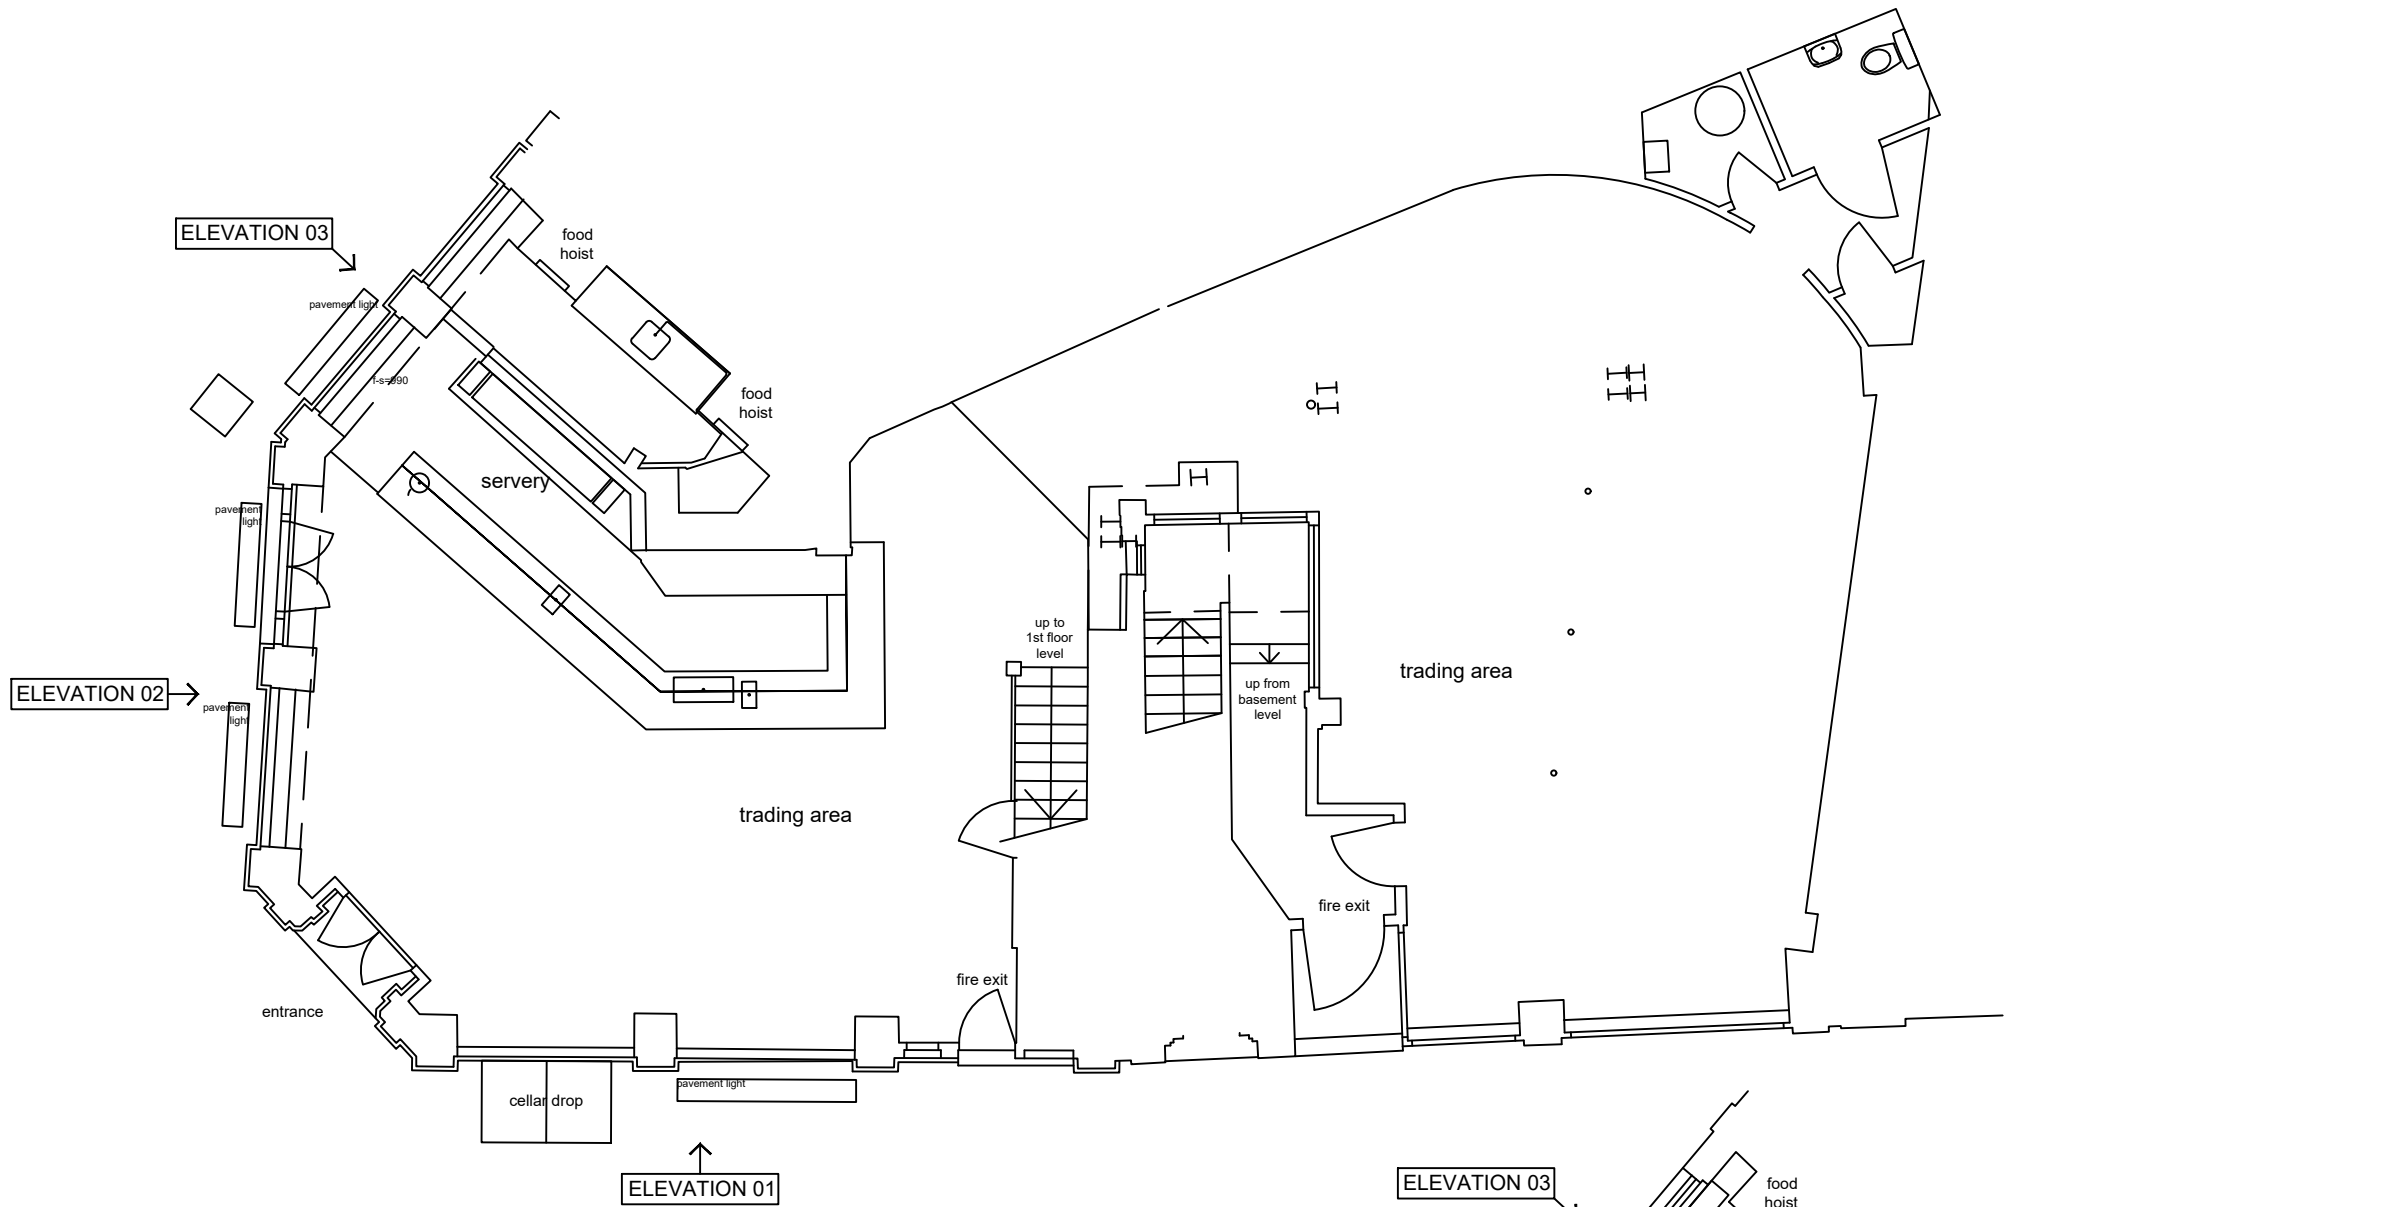 ELEVATION 03
food
hoist
pavement light
f-s=990
food
hoist
servery
pavement
light
up to
1st floor
level
trading area
ELEVATION 02
up from
basement
level
pavement
light
trading area
fire exit
fire exit
entrance
pavement light
cellar drop
ELEVATION 01
ELEVATION 03
food
hoist